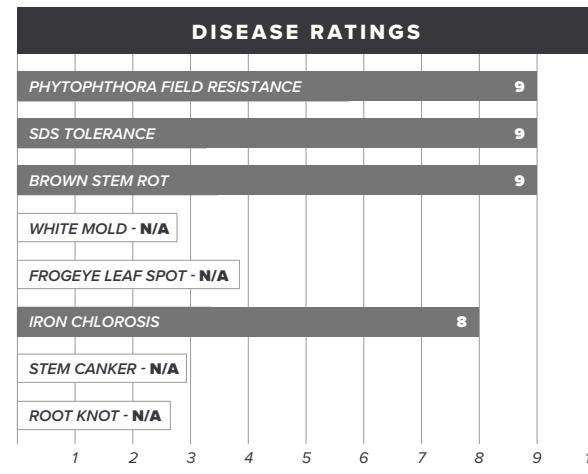 DISEASE RATINGS
PHYTOPHTHORA FIELD RESISTANCE 9
SDS TOLERANCE 9
BROWN STEM ROT 9
WHITE MOLD - N/A
FROGEYE LEAF SPOT - N/A
IRON CHLOROSIS 8
STEM CANKER - N/A
ROOT KNOT - N/A
1 2 3 4 5 6 7 8 9